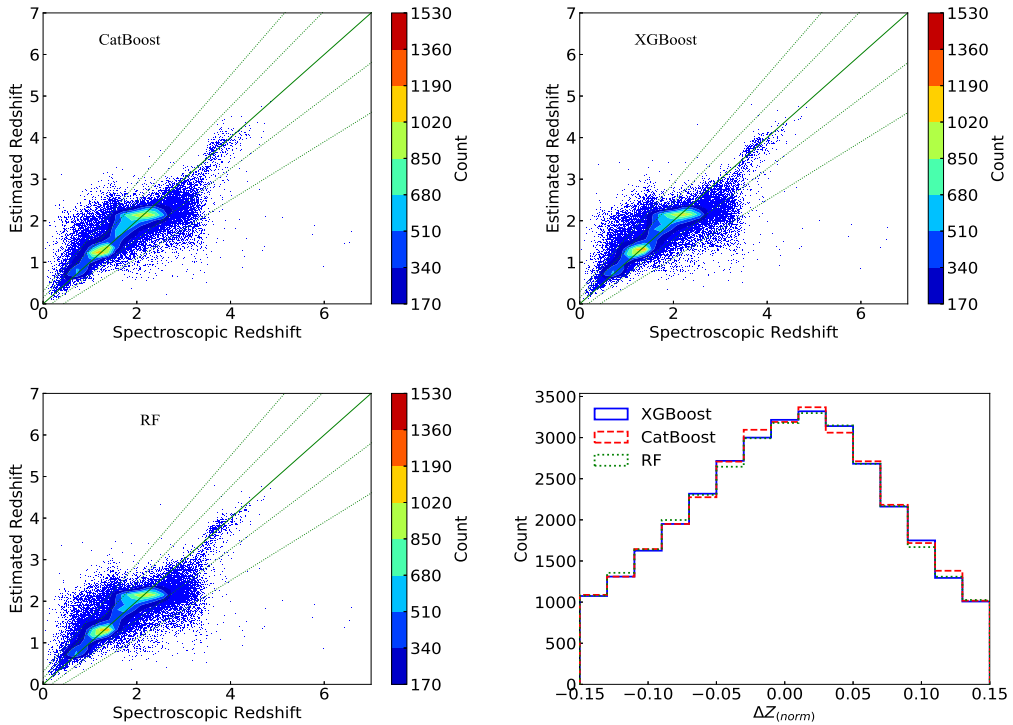 CatBoost
Estimated Redshift
7
6
5
4
3
2
1
0
0 2 4 6
Spectroscopic Redshift
1530
1360
1190
1020
850
680
510
340
170
Count
XGBoost
Estimated Redshift
7
6
5
4
3
2
1
0
0 2 4 6
Spectroscopic Redshift
1530
1360
1190
1020
850
680
510
340
170
Count
RF
Estimated Redshift
7
6
5
4
3
2
1
0
0 2 4 6
Spectroscopic Redshift
1530
1360
1190
1020
850
680
510
340
170
Count
XGBoost
CatBoost
RF
Count
3500
3000
2500
2000
1500
1000
500
0
−0.15 −0.10 −0.05 0.00 0.05 0.10 0.15
ΔZ(norm)